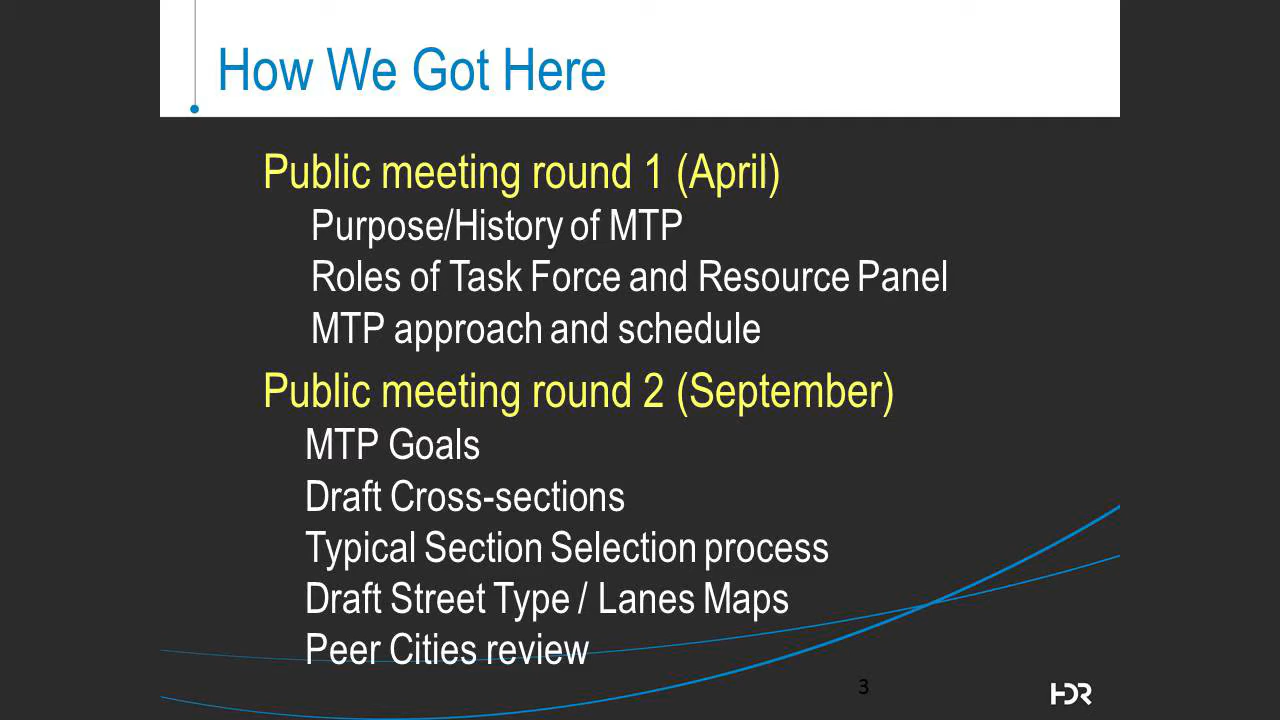 How We Got Here
Public meeting round 1 (April)
Purpose/History of MTP
Roles of Task Force and Resource Panel
MTP approach and schedule
Public meeting round 2 (September)
MTP Goals
Draft Cross-sections
Typical Section Selection process
Draft Street Type / Lanes Maps
Peer Cities review
3
HDR